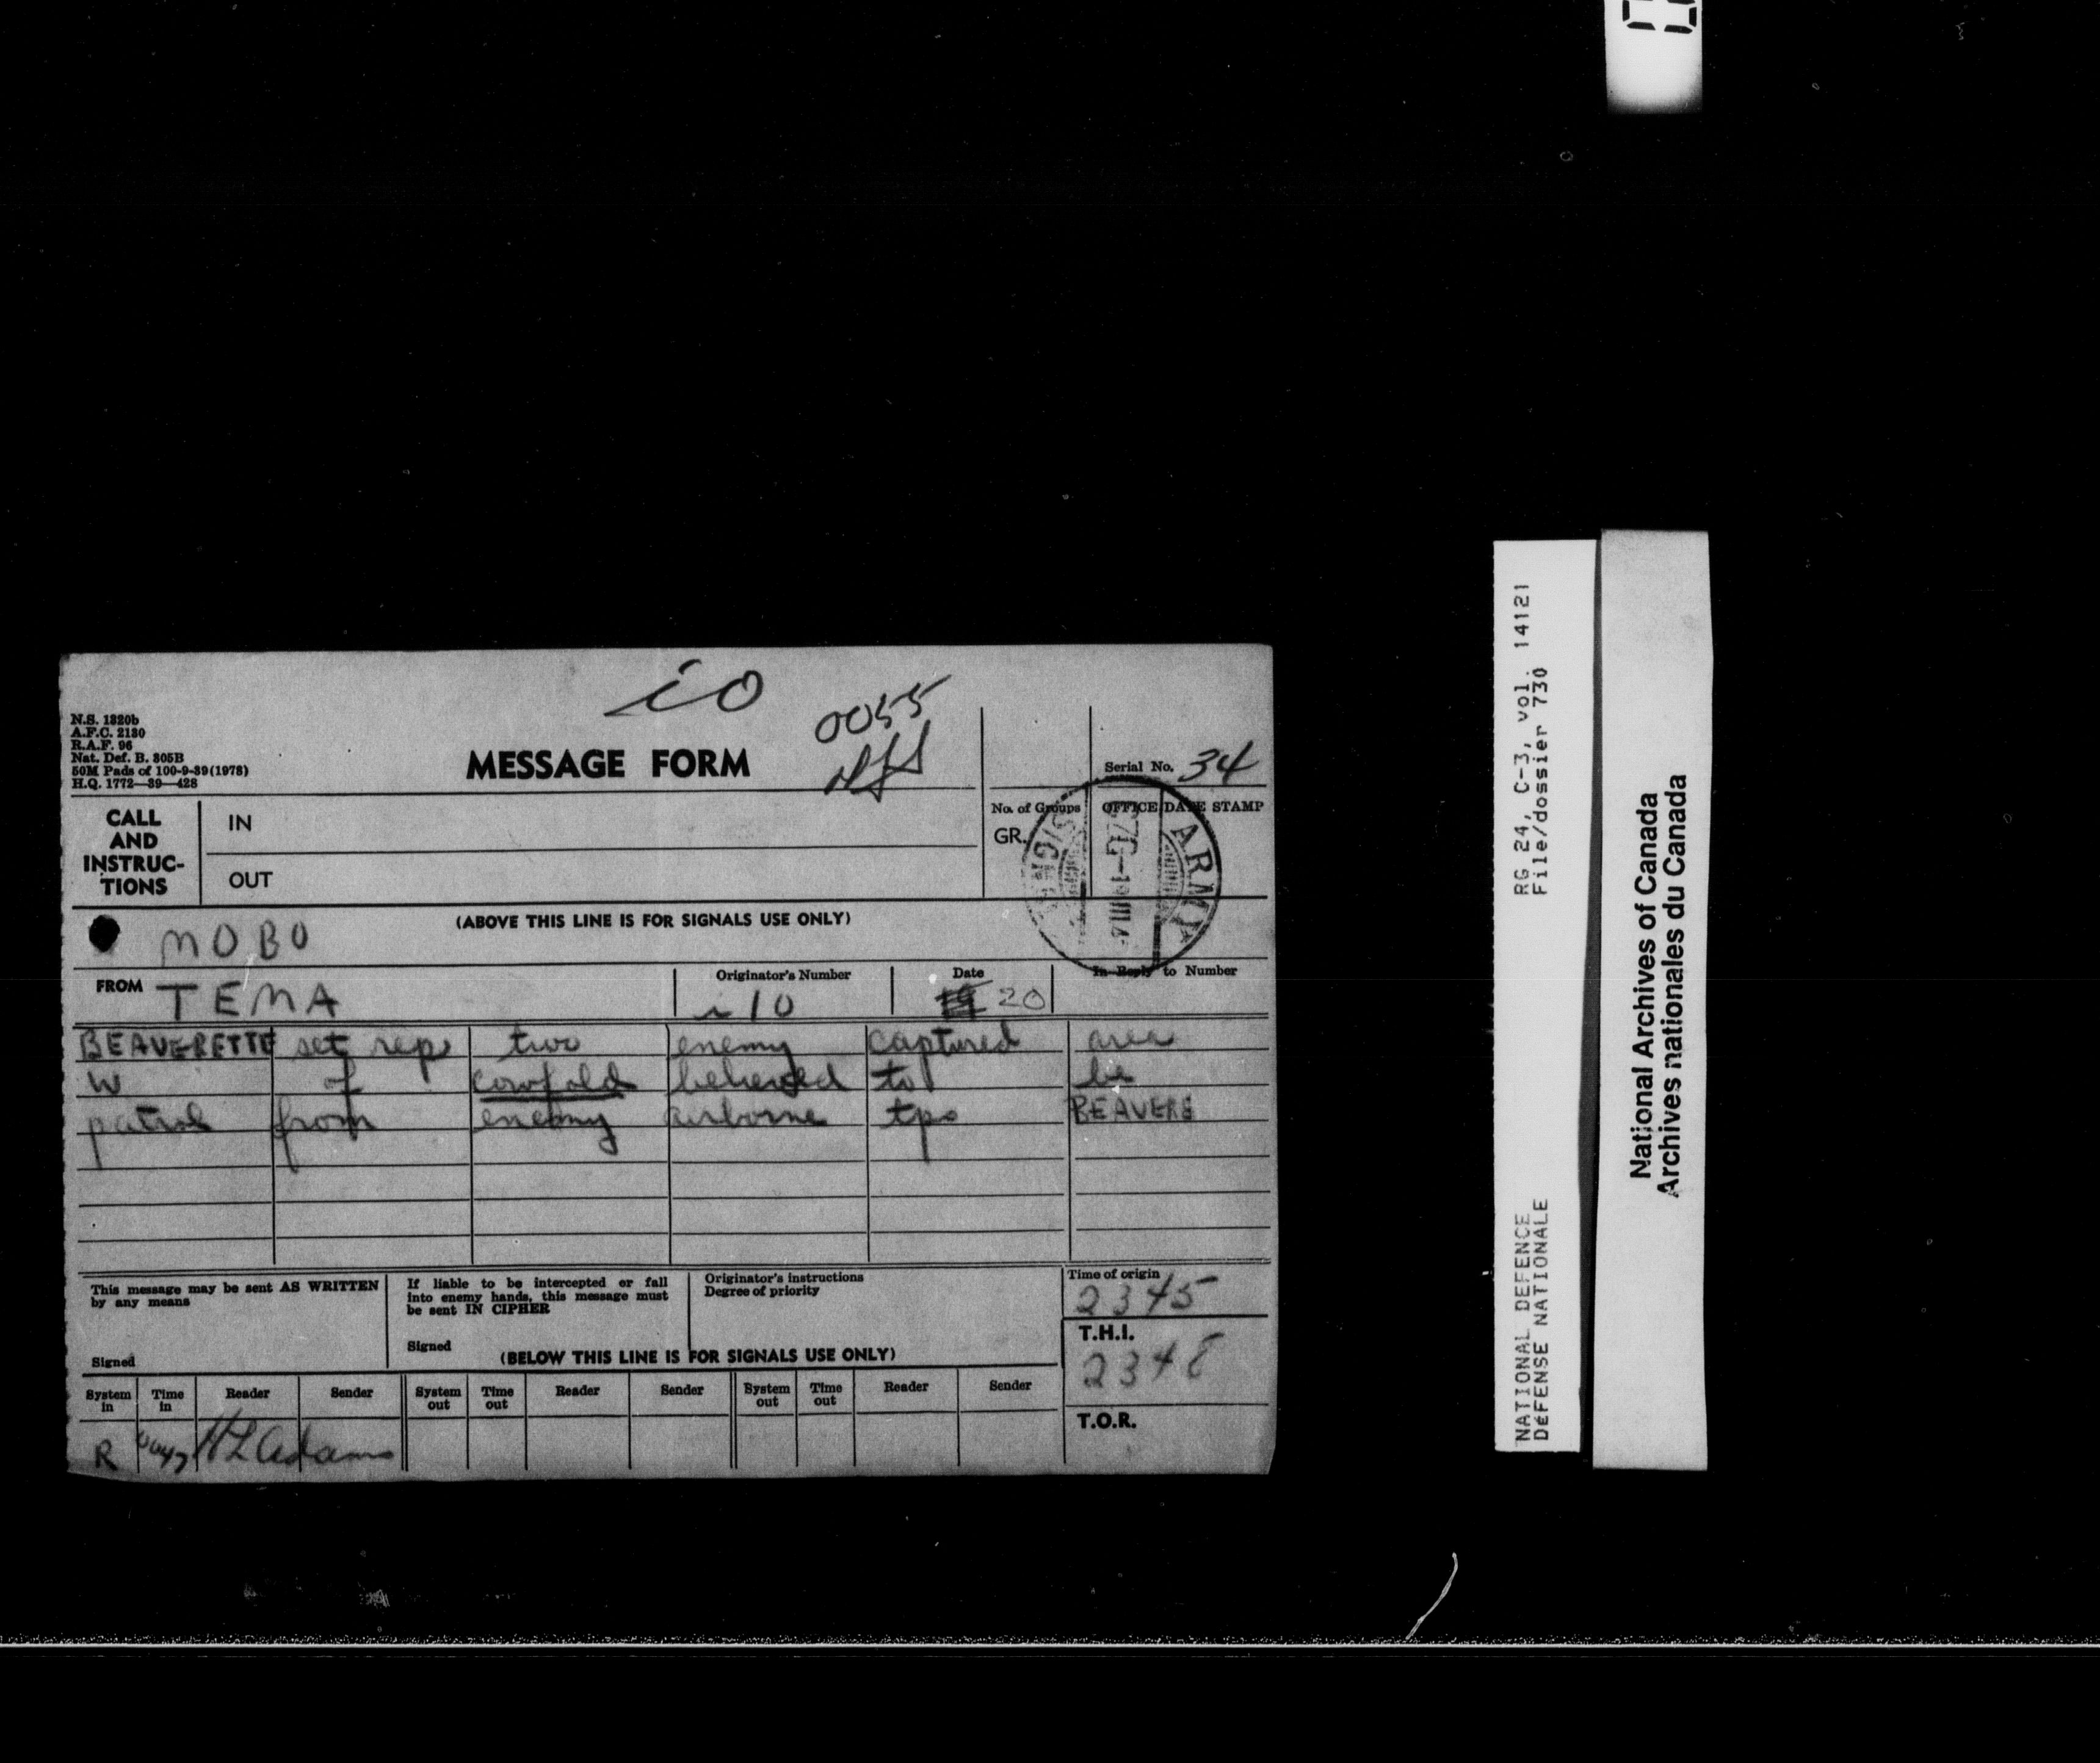 io
0055
N.S. 1320b
A.F.C. 2130
R.A.F. 96
Nat. Def. B. 305B
50M Pads of 100-9-39(1978)
H.Q. 1772—39—428
MESSAGE FORM
Serial No. 34
CALL AND INSTRUC-TIONS
IN
OUT
No. of Groups
GR.
OFFICE DATE STAMP
SIGNALS
ARMY
(ABOVE THIS LINE IS FOR SIGNALS USE ONLY)
MOBO
FROM TEMA
Originator's Number
i 10
Date
20
In Reply to Number
BEAVERETTE set rep two enemy captured area
W of cowfold believed to be
patrol from enemy airborne tps BEAVERE
This message may be sent AS WRITTEN
by any means
Signed
If liable to be intercepted or fall
into enemy hands, this message must
be sent IN CIPHER
Signed
Originator's instructions
Degree of priority
Time of origin
2345
T.H.I.
2348
T.O.R.
(BELOW THIS LINE IS FOR SIGNALS USE ONLY)
System in Time in Reader Sender System out Time out Reader Sender System out Time out Reader Sender
R 0047 HL Adams
RG 24, C-3, vol. 14121
File/dossier 730
NATIONAL DEFENCE
DéFENSE NATIONALE
National Archives of Canada
Archives nationales du Canada